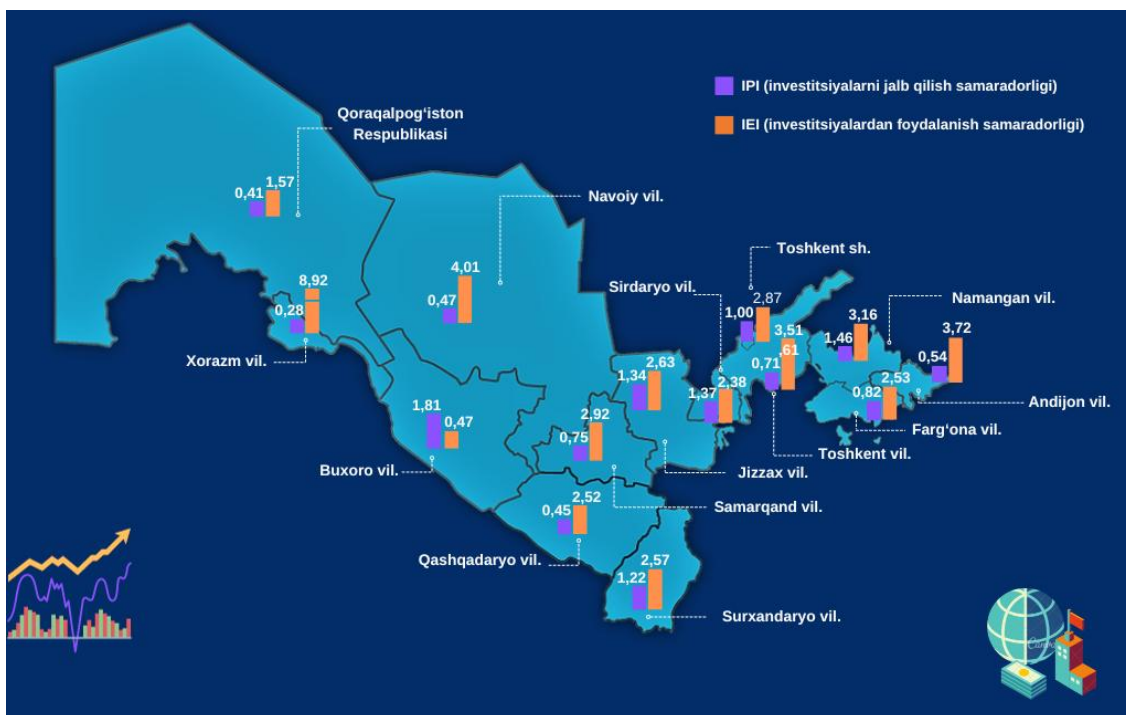 IPI (investitsiyalarni jalb qilish samaradorligi)
IEI (investitsiyalardan foydalanish samaradorligi)
Qoraqalpog‘iston
Respublikasi
0,41
1,57
Navoiy vil.
0,47
4,01
8,92
0,28
Xorazm vil.
Toshkent sh.
1,00
2,87
Sirdaryo vil.
1,37
2,38
Namangan vil.
1,46
3,16
3,51
,61
0,71
Toshkent vil.
3,72
0,54
Andijon vil.
0,82
2,53
Farg‘ona vil.
1,34
2,63
Jizzax vil.
1,81
0,47
Buxoro vil.
2,92
0,75
Samarqand vil.
0,45
2,52
Qashqadaryo vil.
1,22
2,57
Surxandaryo vil.